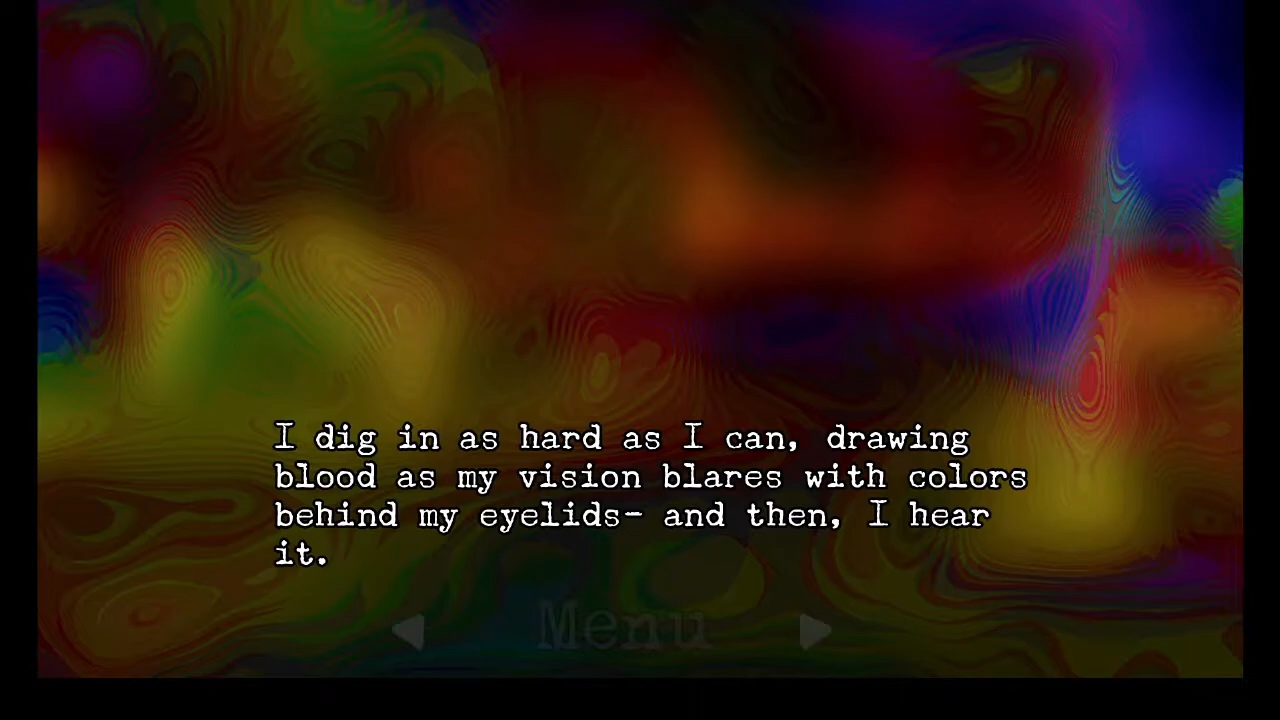 I dig in as hard as I can, drawing
blood as my vision blares with colors
behind my eyelids- and then, I hear
it.
Menu